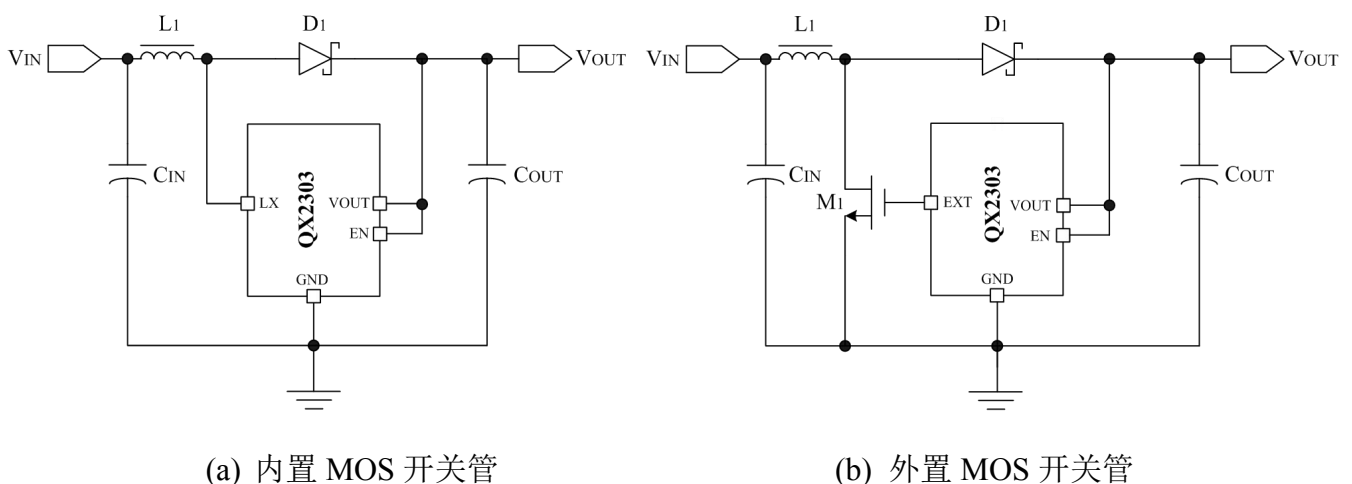 L1
D1
VIN
VOUT
CIN
COUT
LX
QX2303
VOUT
EN
GND
(a) 内置 MOS 开关管
L1
D1
VIN
VOUT
CIN
COUT
M1
EXT
QX2303
VOUT
EN
GND
(b) 外置 MOS 开关管